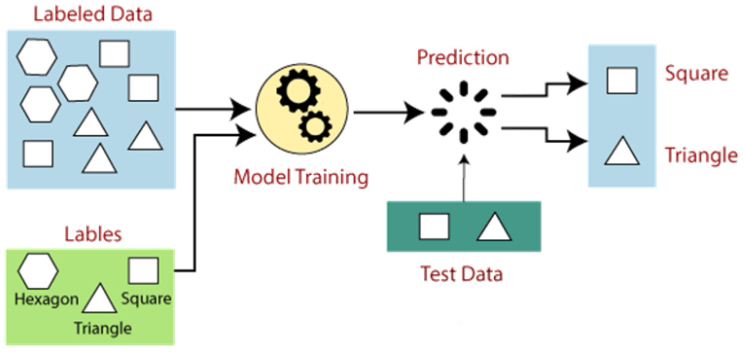 Labeled Data
Prediction
Square
Triangle
Model Training
Lables
Hexagon
Square
Triangle
Test Data